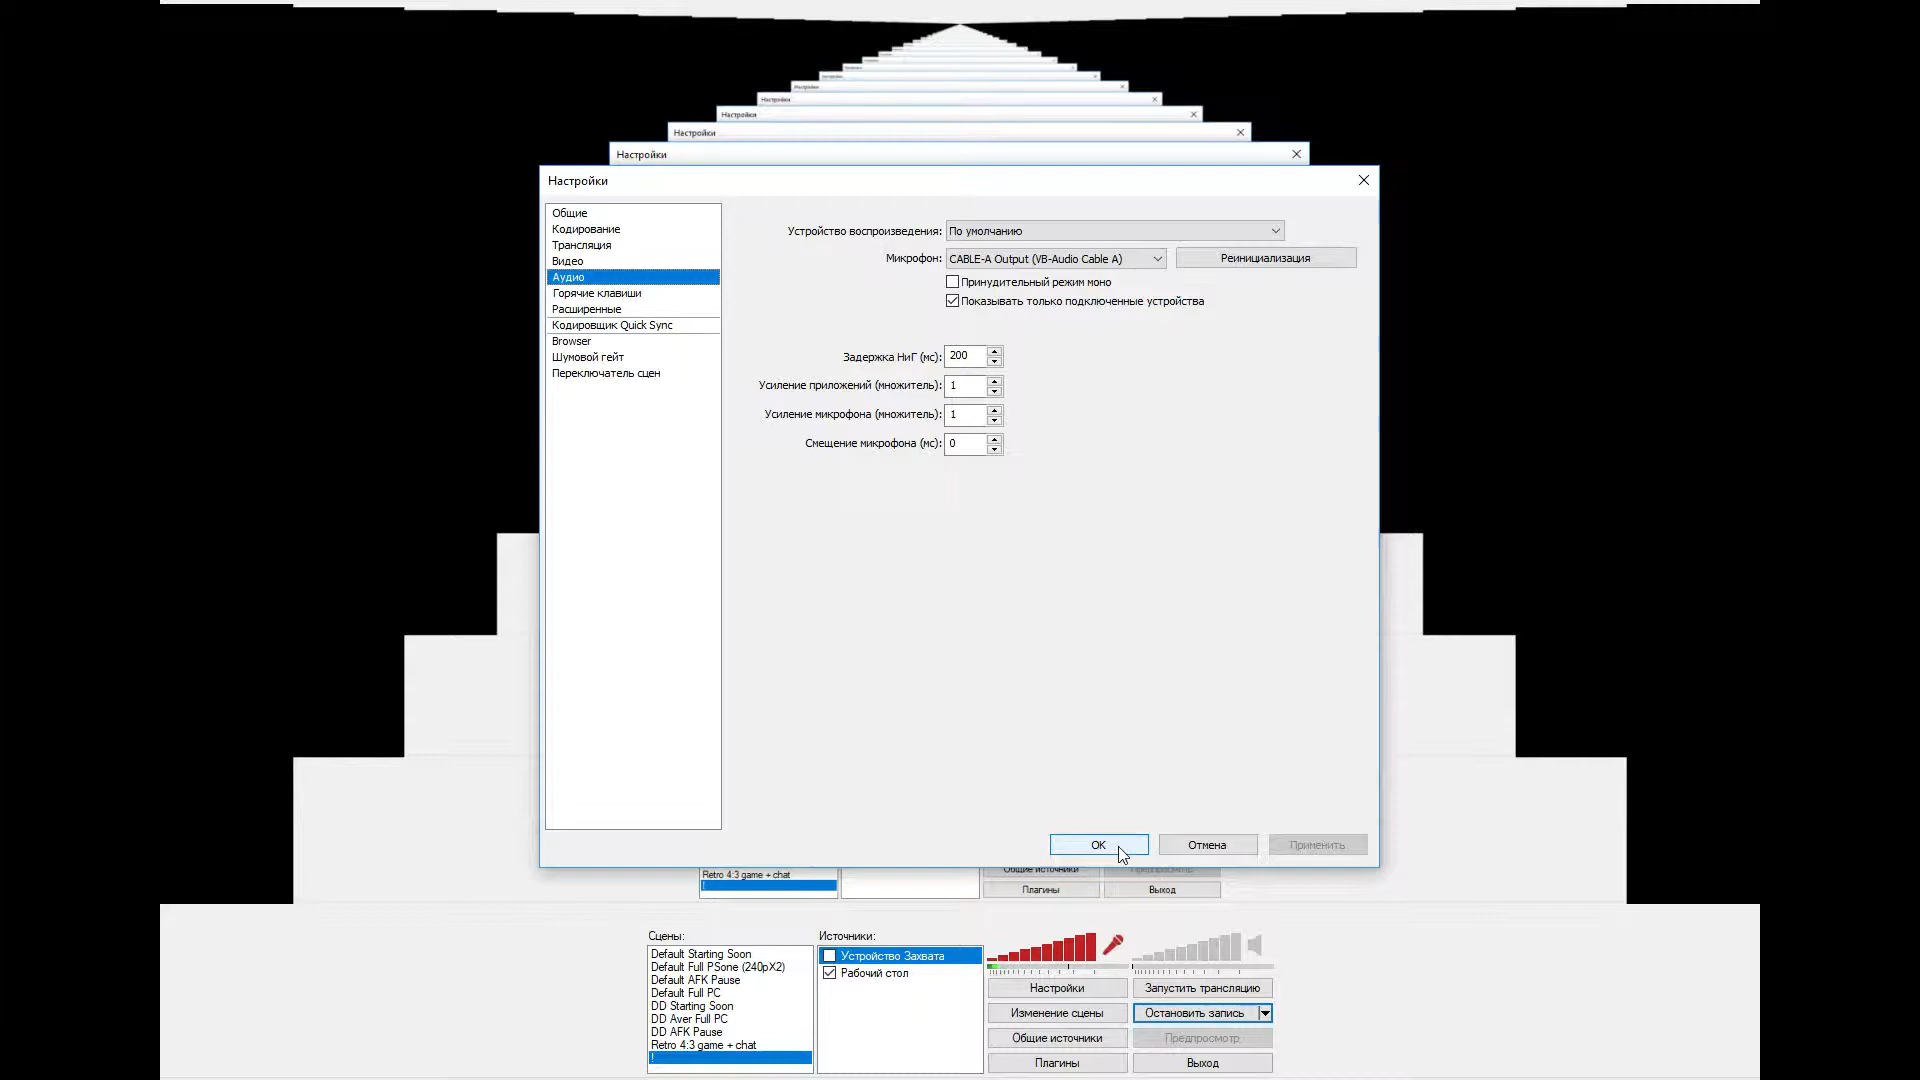 Настройки
Настройки
Настройки
Настройки
Настройки
Настройки
Общие
Кодирование
Трансляция
Видео
Аудио
Горячие клавиши
Расширенные
Кодировщик Quick Sync
Browser
Шумовой гейт
Переключатель сцен
Устройство воспроизведения: По умолчанию
Микрофон: CABLE-A Output (VB-Audio Cable A) Реинициализация
Принудительный режим моно
Показывать только подключенные устройства
Задержка НиГ (мс): 200
Усиление приложений (множитель): 1
Усиление микрофона (множитель): 1
Смещение микрофона (мс): 0
OK Отмена Применить
Retro 4:3 game + chat Общие источники Предпросмотр
Плагины Выход
Сцены:
Default Starting Soon
Default Full PSone (240pX2)
Default AFK Pause
Default Full PC
DD Starting Soon
DD Aver Full PC
DD AFK Pause
Retro 4:3 game + chat
!
Источники:
Устройство Захвата
Рабочий стол
Настройки Запустить трансляцию
Изменение сцены Остановить запись
Общие источники Предпросмотр
Плагины Выход